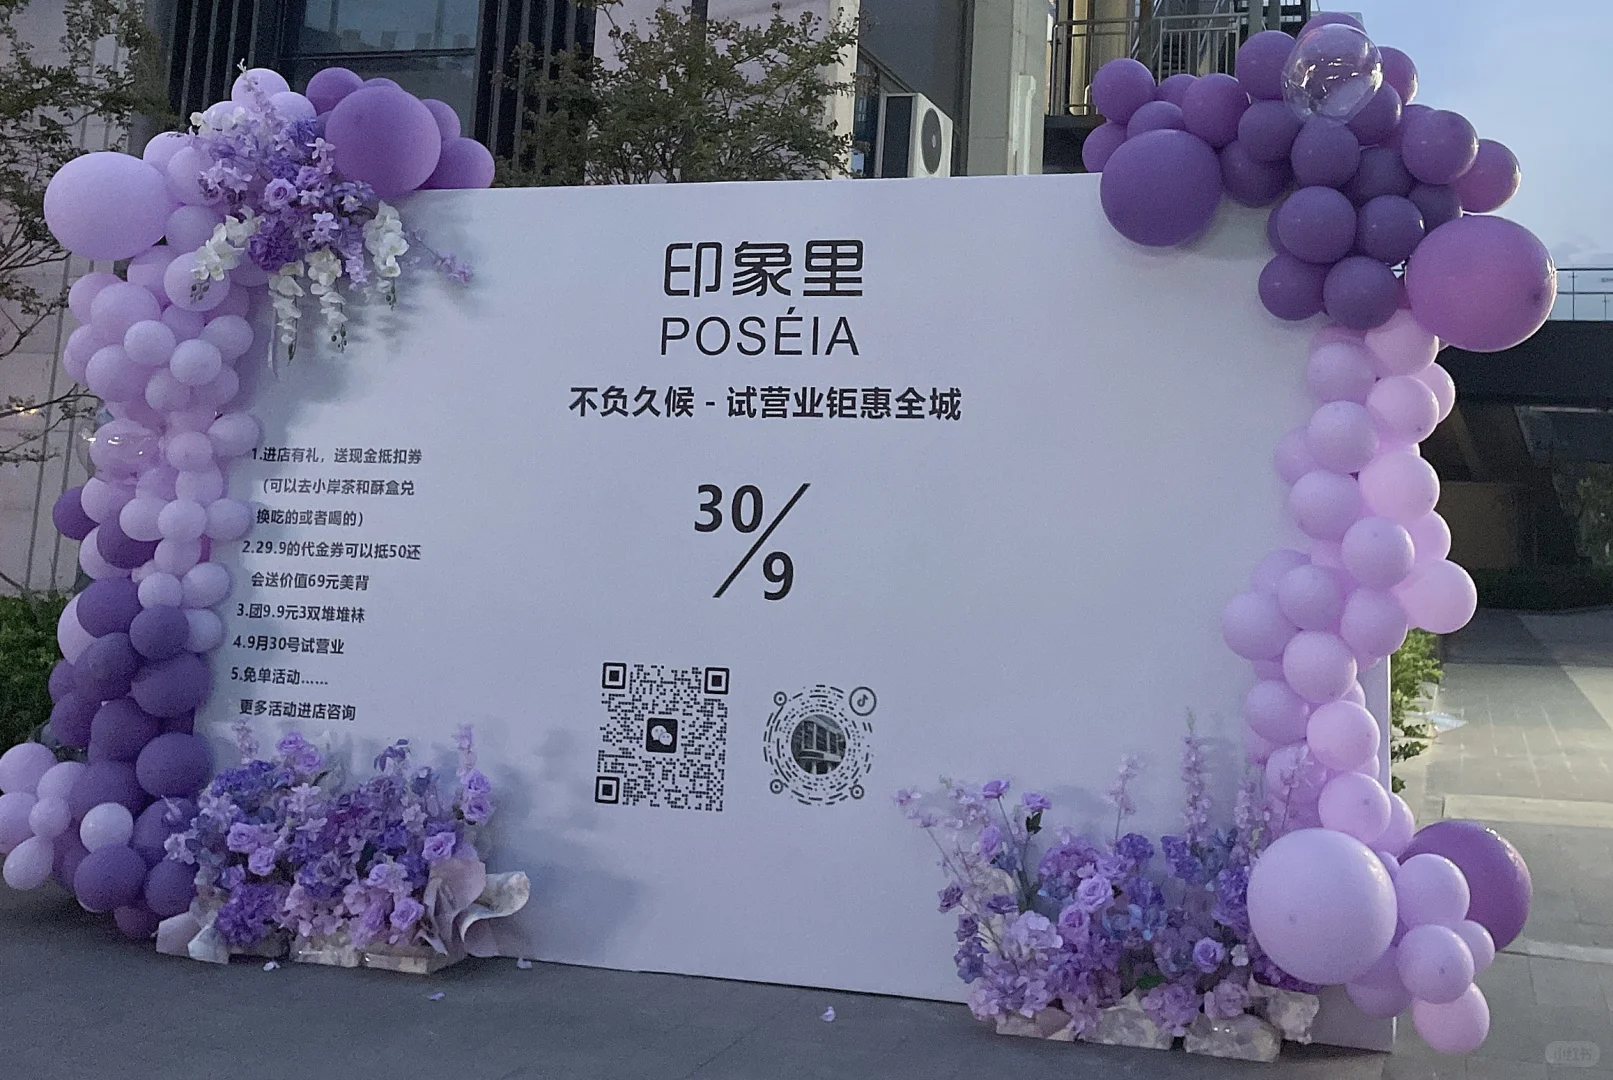 印象里
POSÉIA
不负久候 - 试营业钜惠全城
1.进店有礼，送现金抵扣券
（可以去小岸茶和酥盒兑
换吃的或者喝的）
2.29.9的代金券可以抵50还
会送价值69元美背
3.团9.9元3双堆堆袜
4.9月30号试营业
5.免单活动……
更多活动进店咨询
30/9
小红书